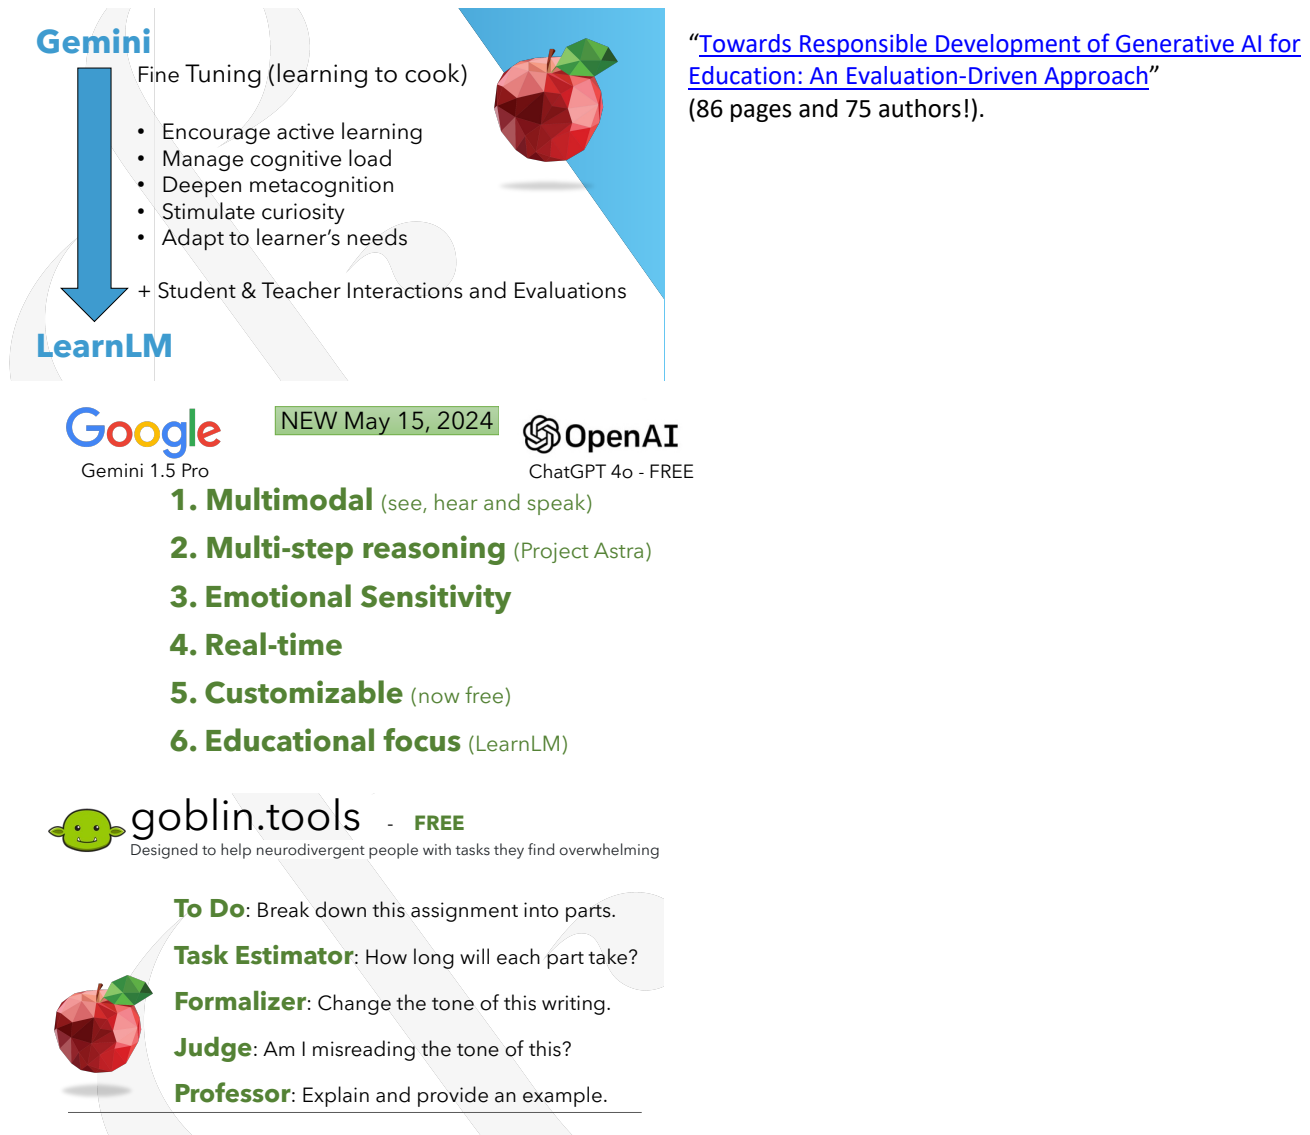 Gemini
Fine Tuning (learning to cook)
• Encourage active learning
• Manage cognitive load
• Deepen metacognition
• Stimulate curiosity
• Adapt to learner’s needs
+ Student & Teacher Interactions and Evaluations
LearnLM
“Towards Responsible Development of Generative AI for
Education: An Evaluation-Driven Approach”
(86 pages and 75 authors!).
Google
Gemini 1.5 Pro
NEW May 15, 2024
OpenAI
ChatGPT 4o - FREE
1. Multimodal (see, hear and speak)
2. Multi-step reasoning (Project Astra)
3. Emotional Sensitivity
4. Real-time
5. Customizable (now free)
6. Educational focus (LearnLM)
goblin.tools - FREE
Designed to help neurodivergent people with tasks they find overwhelming
To Do: Break down this assignment into parts.
Task Estimator: How long will each part take?
Formalizer: Change the tone of this writing.
Judge: Am I misreading the tone of this?
Professor: Explain and provide an example.